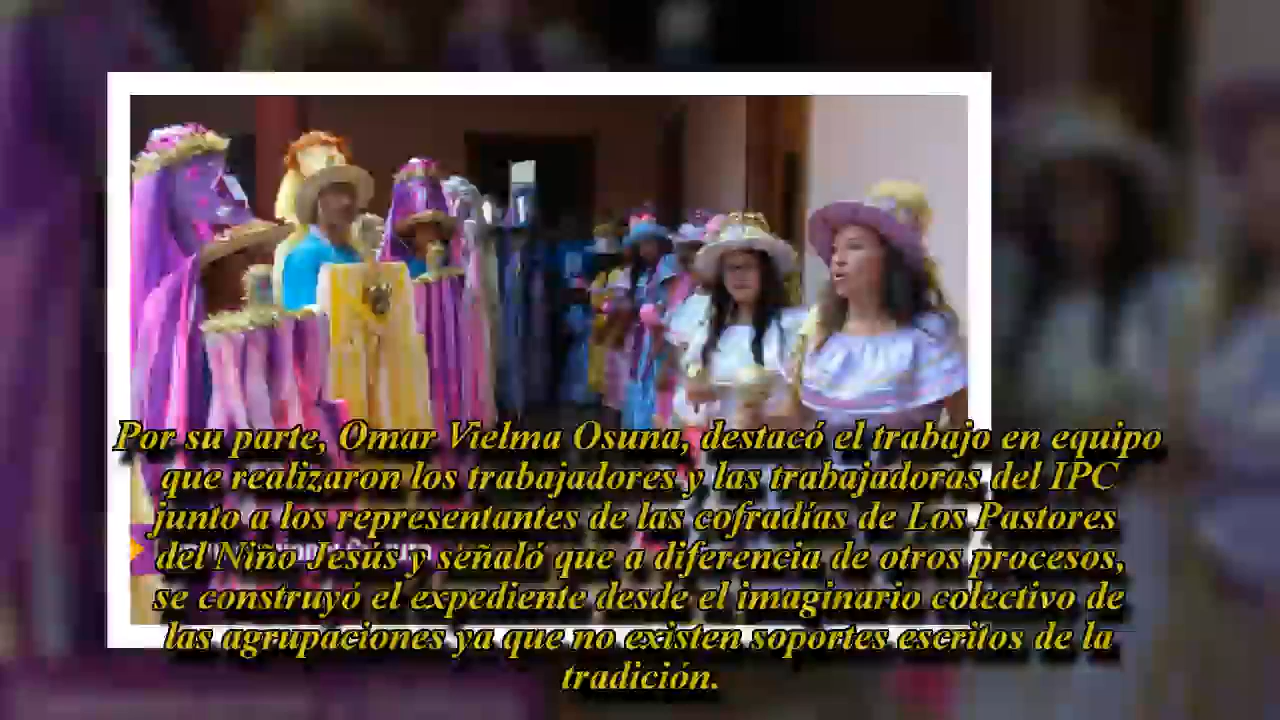 Por su parte, Omar Vielma Osuna, destacó el trabajo en equipo
que realizaron los trabajadores y las trabajadoras del IPC
junto a los representantes de las cofradías de Los Pastores
del Niño Jesús y señaló que a diferencia de otros procesos,
se construyó el expediente desde el imaginario colectivo de
las agrupaciones ya que no existen soportes escritos de la
tradición.